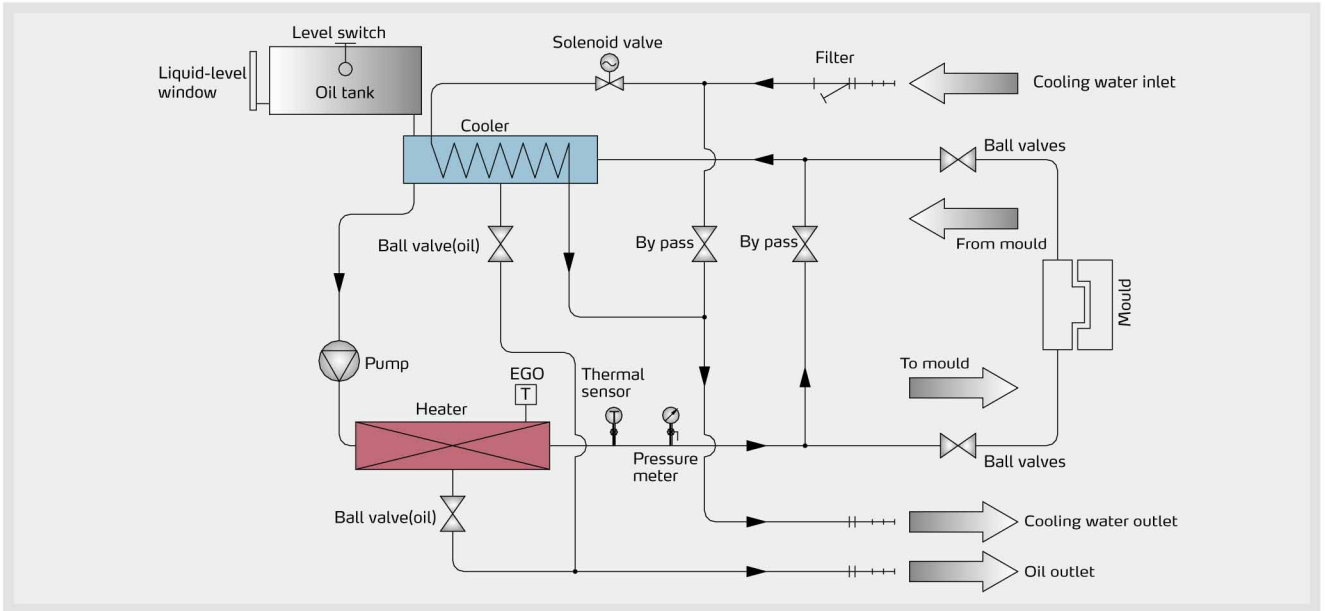 Level switch
Solenoid valve
Filter
Liquid-level
window
Oil tank
Cooling water inlet
Cooler
Ball valves
Ball valve(oil)
By pass
By pass
From mould
Mould
Pump
To mould
EGO
T
Thermal
sensor
Heater
T
Pressure
meter
Ball valves
Ball valve(oil)
Cooling water outlet
Oil outlet